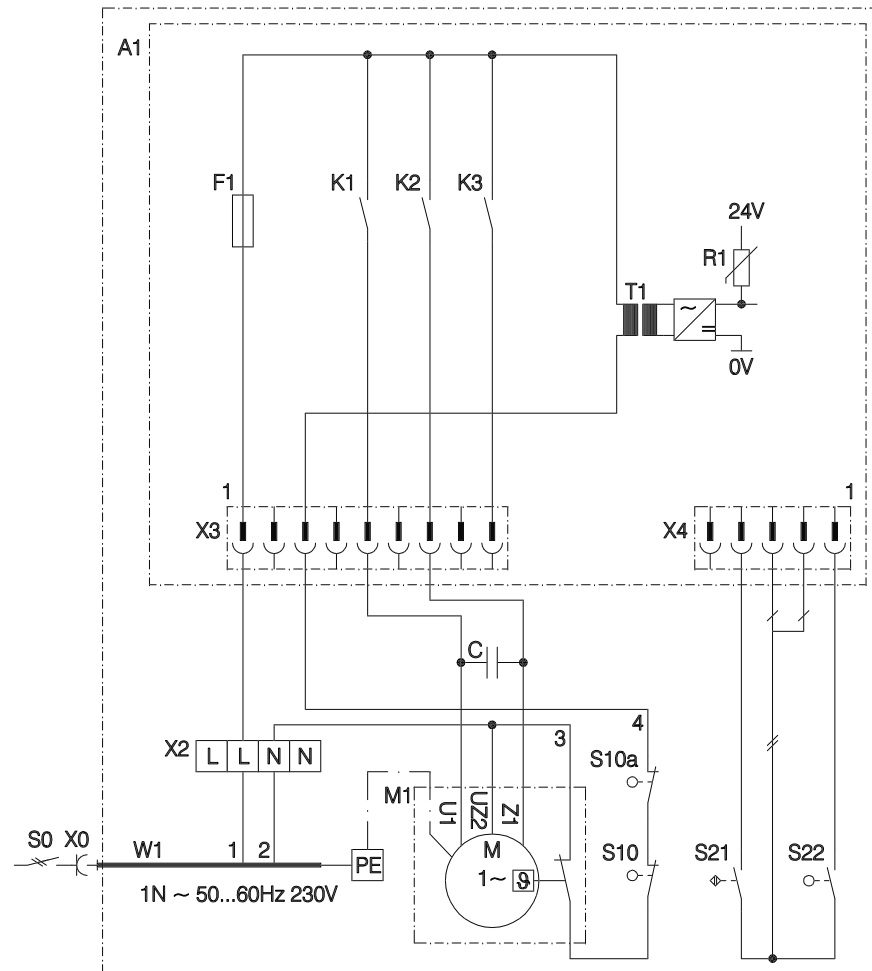 A1
F1
K1
K2
K3
24V
R1
T1
~
=
0V
1
1
X3
X4
C
4
3
X2
L
L
N
N
S10a
M1
U1
UZ2
Z1
S0
X0
W1
1
2
PE
M
1~
ϑ
S10
S21
S22
1N ~ 50...60Hz 230V